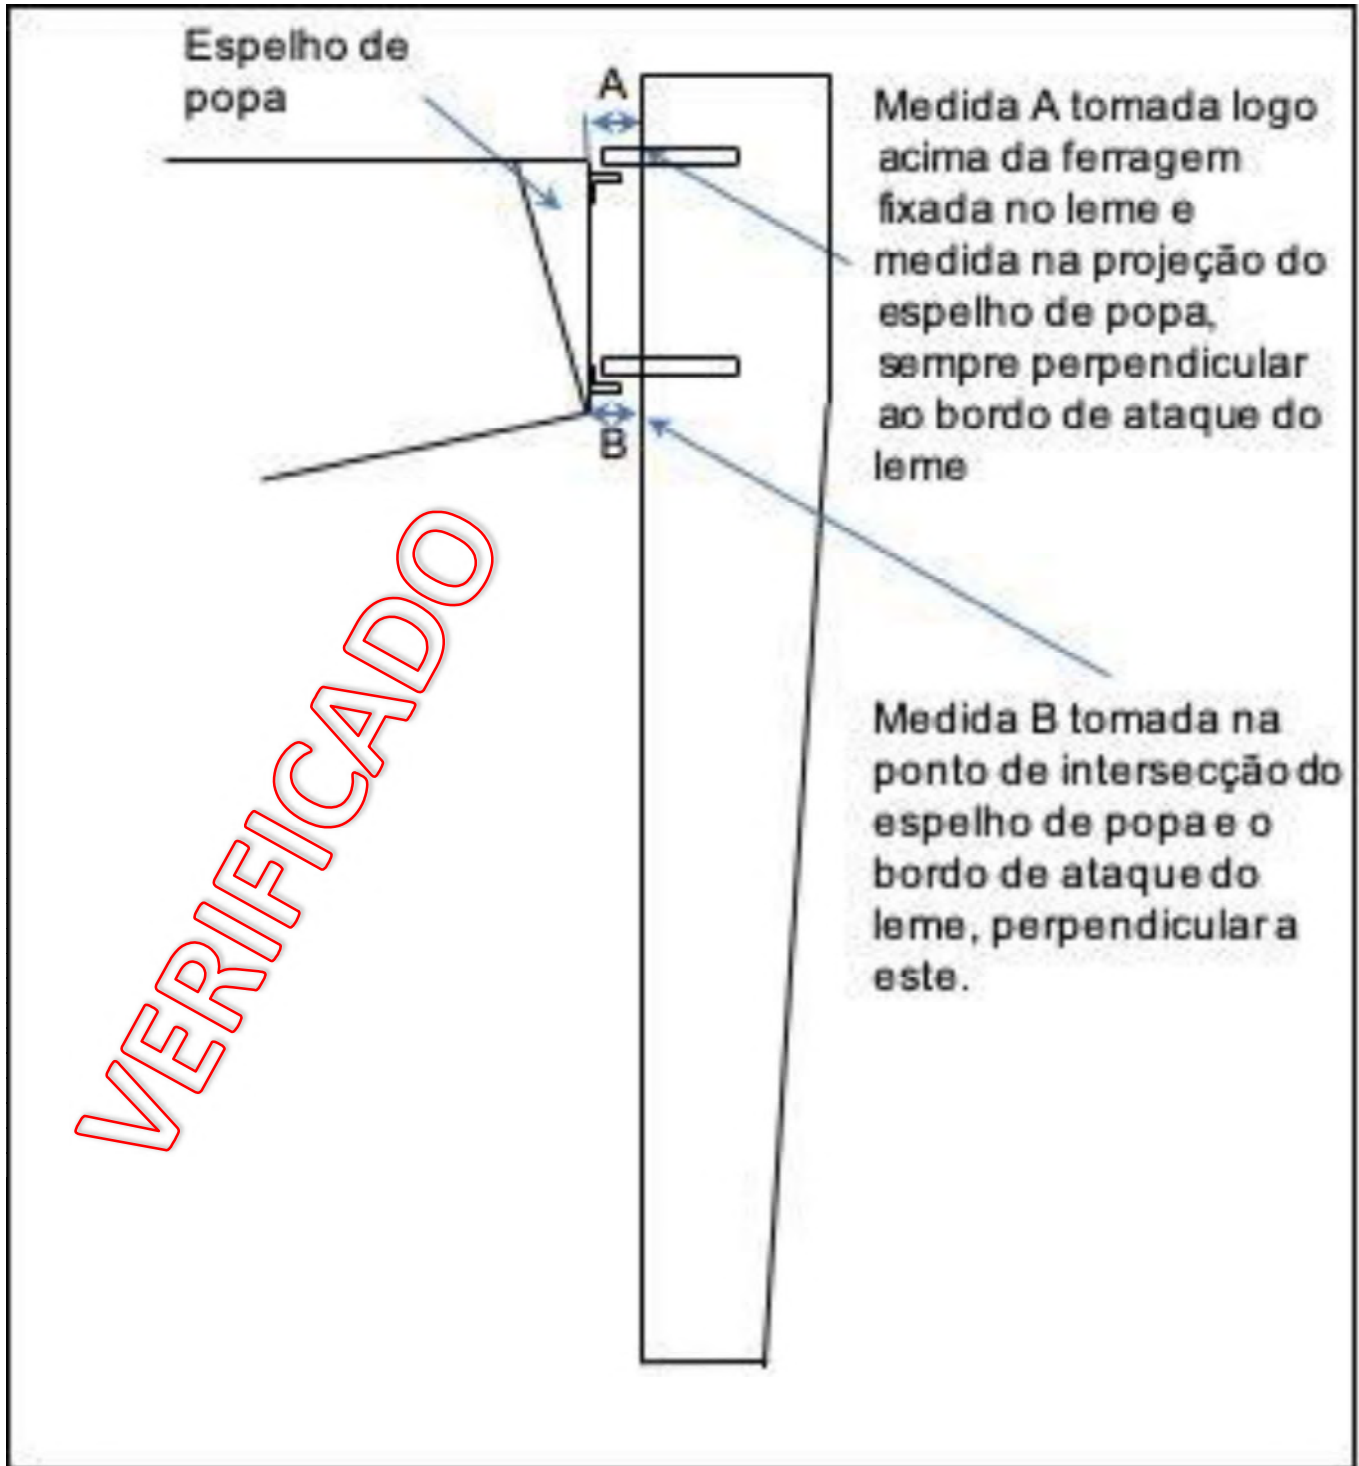 Espelho de
popa
A
Medida A tomada logo
acima da ferragem
fixada no leme e
medida na projeção do
espelho de popa,
sempre perpendicular
ao bordo de ataque do
leme
B
VERIFICADO
Medida B tomada na
ponto de intersecção do
espelho de popa e o
bordo de ataque do
leme, perpendicular a
este.